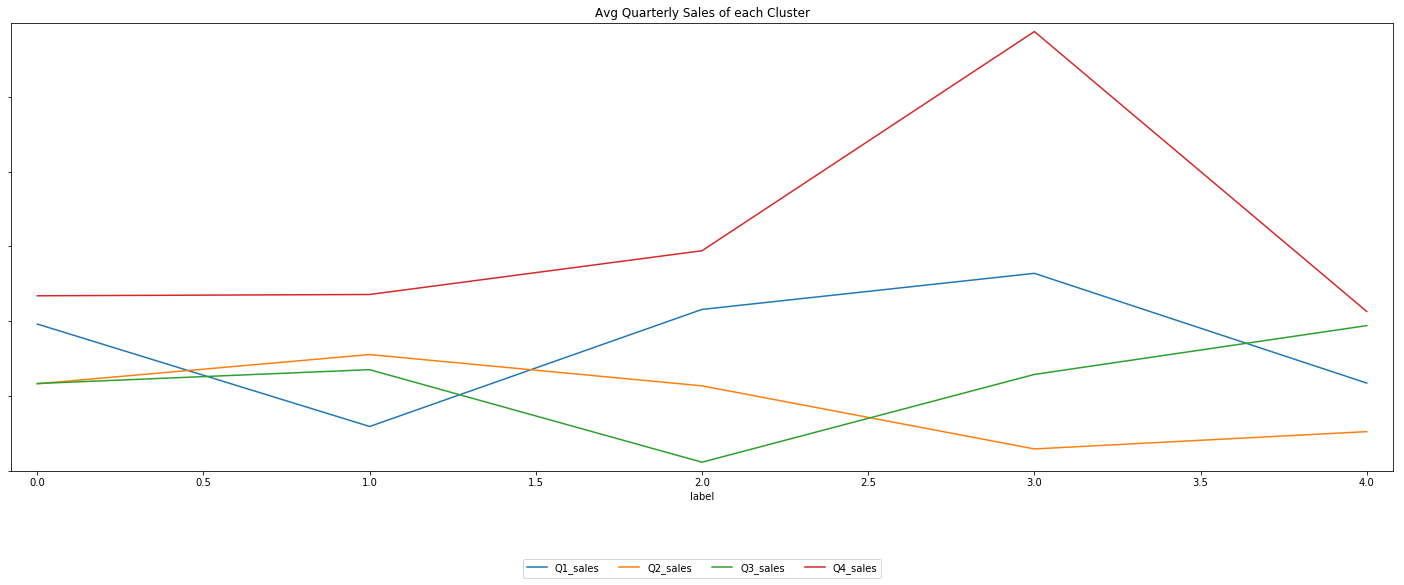 Avg Quarterly Sales of each Cluster
0.0 0.5 1.0 1.5 2.0 2.5 3.0 3.5 4.0
label
Q1_sales Q2_sales Q3_sales Q4_sales